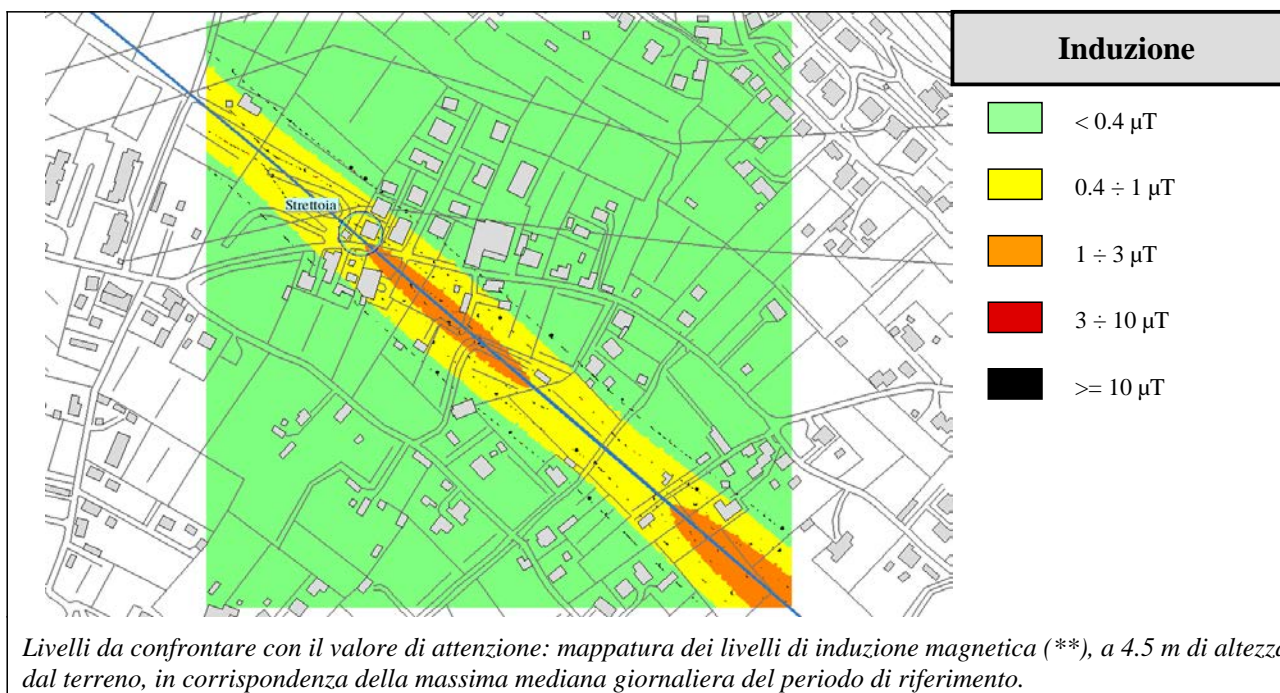 Induzione
< 0.4 µT
0.4 ÷ 1 µT
1 ÷ 3 µT
3 ÷ 10 µT
>= 10 µT
Strettoia
Livelli da confrontare con il valore di attenzione: mappatura dei livelli di induzione magnetica (**), a 4.5 m di altezza
dal terreno, in corrispondenza della massima mediana giornaliera del periodo di riferimento.